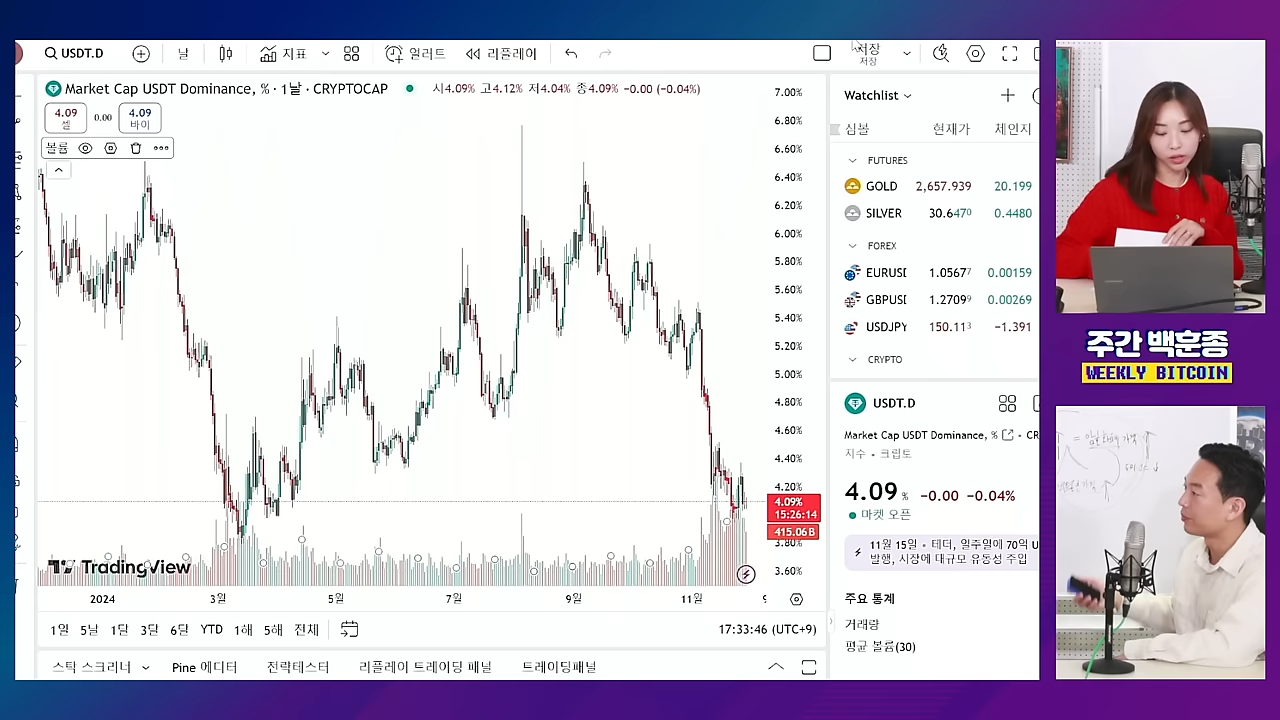 USDT.D
날
지표
얼러트
리플레이
저장
저장
Market Cap USDT Dominance, % · 1날 · CRYPTOCAP
시4.09% 고4.12% 저4.04% 종4.09% -0.00 (-0.04%)
4.09
셀
0.00
4.09
바이
볼륨
7.00%
6.80%
6.60%
6.40%
6.20%
6.00%
5.80%
5.60%
5.40%
5.20%
5.00%
4.80%
4.60%
4.40%
4.20%
4.09%
15:26:14
415.06B
3.80%
3.60%
TradingView
2024
3월
5월
7월
9월
11월
1일 5날 1달 3달 6달 YTD 1해 5해 전체
17:33:46 (UTC+9)
스탁 스크리너
Pine 에디터
전략테스터
리플레이 트레이딩 패널
트레이딩패널
Watchlist
심볼 현재가 체인지
FUTURES
GOLD 2,657.939 20.199
SILVER 30.6470 0.4480
FOREX
EURUSI 1.05677 0.00159
GBPUSI 1.27099 0.00269
USDJPY 150.113 -1.391
CRYPTO
USDT.D
Market Cap USDT Dominance, % • CR
지수 • 크립토
4.09 % -0.00 -0.04%
마켓 오픈
11월 15일 • 테더, 일주일에 70억 U
발행, 시장에 대규모 유동성 주입
주요 통계
거래량
평균 볼륨(30)
주간 백훈종
WEEKLY BITCOIN